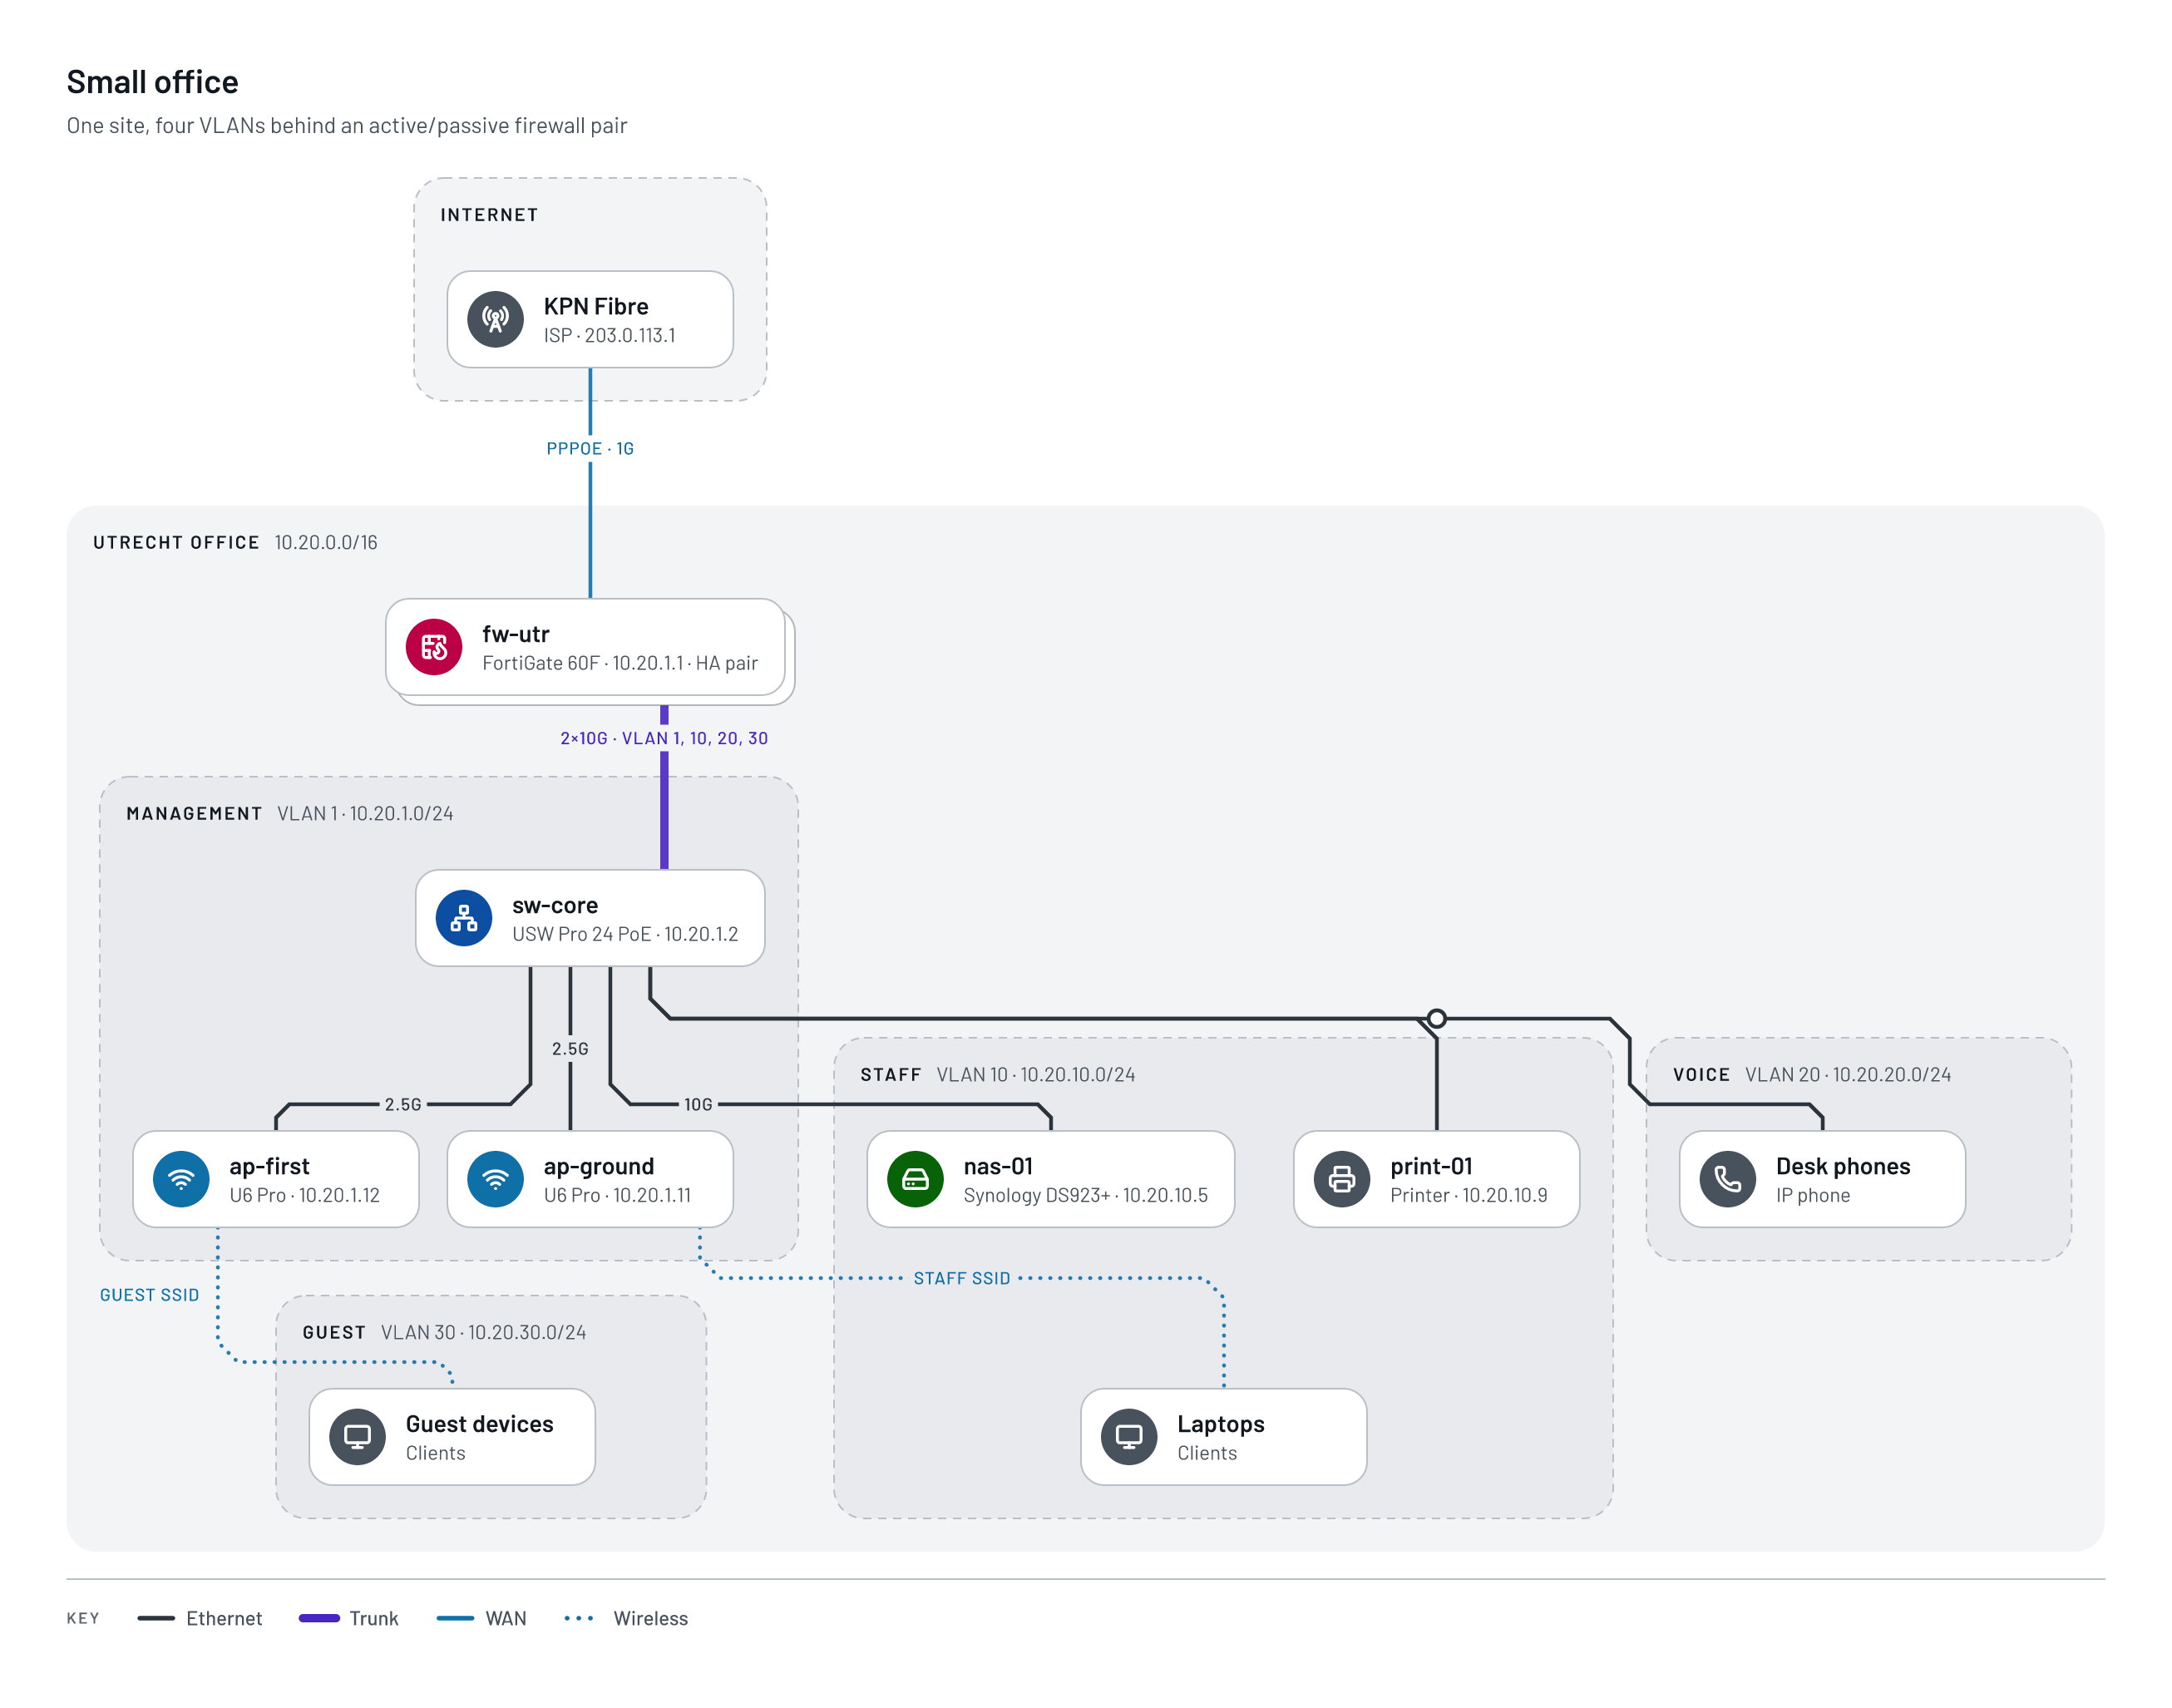 Small office
One site, four VLANs behind an active/passive firewall pair
INTERNET
KPN Fibre
ISP · 203.0.113.1
PPPOE · 1G
UTRECHT OFFICE 10.20.0.0/16
fw-utr
FortiGate 60F · 10.20.1.1 · HA pair
2×10G · VLAN 1, 10, 20, 30
MANAGEMENT VLAN 1 · 10.20.1.0/24
sw-core
USW Pro 24 PoE · 10.20.1.2
2.5G
2.5G
10G
STAFF VLAN 10 · 10.20.10.0/24
VOICE VLAN 20 · 10.20.20.0/24
ap-first
U6 Pro · 10.20.1.12
ap-ground
U6 Pro · 10.20.1.11
nas-01
Synology DS923+ · 10.20.10.5
print-01
Printer · 10.20.10.9
Desk phones
IP phone
GUEST SSID
STAFF SSID
GUEST VLAN 30 · 10.20.30.0/24
Guest devices
Clients
Laptops
Clients
KEY Ethernet Trunk WAN Wireless